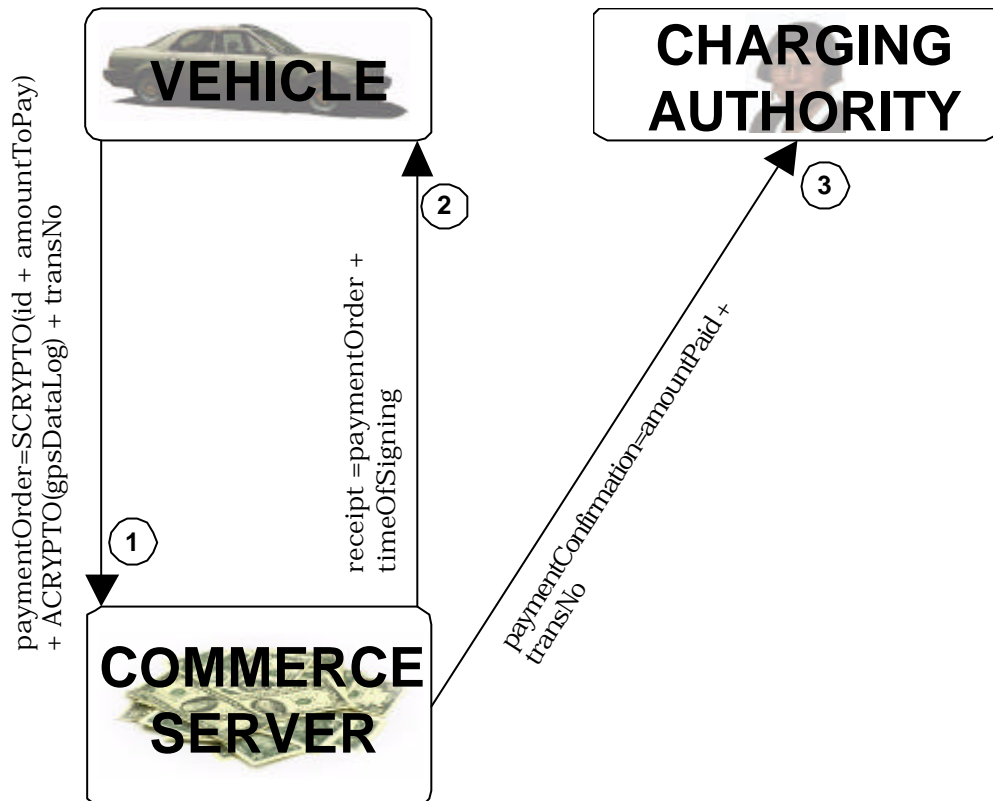 VEHICLE
CHARGING
AUTHORITY
paymentOrder=SCRYPTO(id + amountToPay)
+ ACRYPTO(gpsDataLog) + transNo
1
2
receipt =paymentOrder +
timeOfSigning
3
paymentConfirmation=amountPaid +
transNo
COMMERCE
SERVER